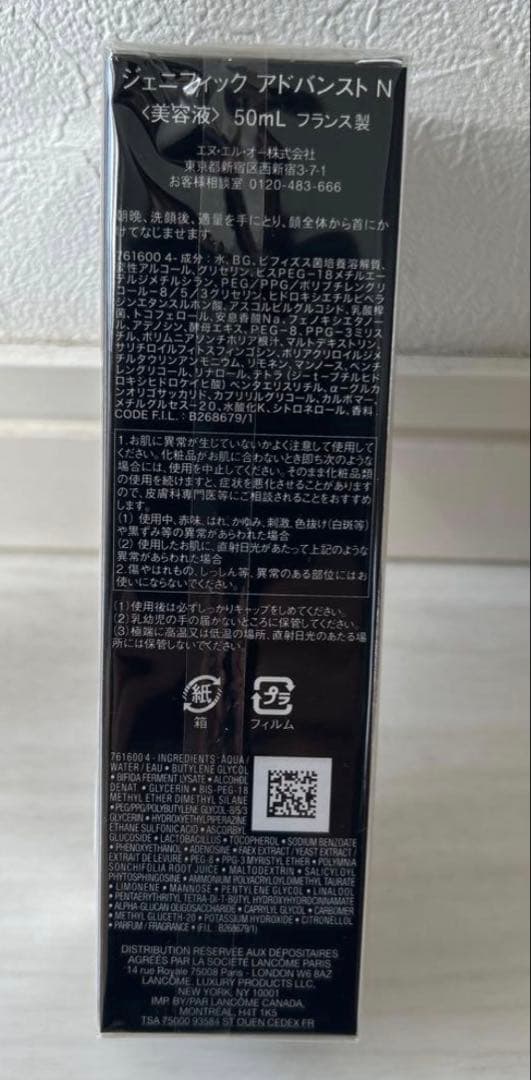 ジェニフィック アドバンスト N
〈美容液〉 50mL フランス製
エヌ・エル・オー株式会社
東京都新宿区西新宿3-7-1
お客様相談室 0120-483-666
朝晩、洗顔後、適量を手にとり、顔全体から首にか
けてなじませます。
761600 4- 成分：水、BG、ビフィズス菌培養溶解質、
変性アルコール、グリセリン、ビスPEG-18メチルエー
テルジメチルシラン、PEG/PPG/ポリブチレングリ
コール-8/5/3グリセリン、ヒドロキシエチルピペラ
ジンエタンスルホン酸、アスコルビルグルコシド、乳酸桿
菌、トコフェロール、安息香酸Na、フェノキシエタノー
ル、アデノシン、酵母エキス、PEG-8、PPG-3ミリス
チル、ポリムニアソンチホリア根汁、マルトデキストリン、
サリチロイルフィトスフィンゴシン、ポリアクリロイルジメ
チルタウリンアンモニウム、リモネン、マンノース、ペンチ
レングリコール、リナロール、テトラ（ジ-t-ブチルヒド
ロキシヒドロケイヒ酸）ペンタエリスリチル、α-グルカ
ンオリゴサッカリド、カプリリルグリコール、カルボマー、
メチルグルセス-20、水酸化K、シトロネロール、香料
CODE F.I.L. : B268679/1
1.お肌に異常が生じていないかよく注意して使用して
ください。化粧品がお肌に合わないとき即ち次のような
場合には、使用を中止してください。そのまま化粧品類
の使用を続けますと、症状を悪化させることがあります
ので、皮膚科専門医等にご相談されることをおすすめ
します。
（1）使用中、赤味、はれ、かゆみ、刺激、色抜け（白斑等）
や黒ずみ等の異常があらわれた場合
（2）使用したお肌に、直射日光があたって上記のような
異常があらわれた場合
2.傷やはれもの、しっしん等、異常のある部位にはお
使いにならないでください。
（1）使用後は必ずしっかりキャップをしめてください。
（2）乳幼児の手の届かないところに保管してください。
（3）極端に高温又は低温の場所、直射日光のあたる場
所には保管しないでください。
紙 プラ
箱 フィルム
761600 4- INGREDIENTS: AQUA /
WATER / EAU • BUTYLENE GLYCOL
• BIFIDA FERMENT LYSATE • ALCOHOL
DENAT • GLYCERIN • BIS-PEG-18
METHYL ETHER DIMETHYL SILANE
• PEG/PPG/POLYBUTYLENE GLYCOL-8/5/3
GLYCERIN • HYDROXYETHYLPIPERAZINE
ETHANE SULFONIC ACID • ASCORBYL
GLUCOSIDE • LACTOBACILLUS • TOCOPHEROL • SODIUM BENZOATE
• PHENOXYETHANOL • ADENOSINE • FAEX EXTRACT / YEAST EXTRACT /
EXTRAIT DE LEVURE • PEG-8 • PPG-3 MYRISTYL ETHER • POLYMNIA
SONCHIFOLIA ROOT JUICE • MALTODEXTRIN • SALICYLOYL
PHYTOSPHINGOSINE • AMMONIUM POLYACRYLOYLDIMETHYL TAURATE
• LIMONENE • MANNOSE • PENTYLENE GLYCOL • LINALOOL
• PENTAERYTHRITYL TETRA-DI-T-BUTYL HYDROXYHYDROCINNAMATE
• ALPHA-GLUCAN OLIGOSACCHARIDE • CAPRYLYL GLYCOL • CARBOMER
• METHYL GLUCETH-20 • POTASSIUM HYDROXIDE • CITRONELLOL
• PARFUM / FRAGRANCE • (F.I.L. B268679/1)
DISTRIBUTION RÉSERVÉE AUX DÉPOSITAIRES
AGRÉÉS PAR LA SOCIÉTÉ LANCÔME PARIS
14 rue Royale 75008 Paris - LONDON W6 8AZ
LANCÔME, LUXURY PRODUCTS LLC,
NEW YORK, NY 10001
IMP. BY/PAR LANCÔME CANADA,
MONTRÉAL, H4T 1K5
TSA 75000 93584 ST OUEN CEDEX FR